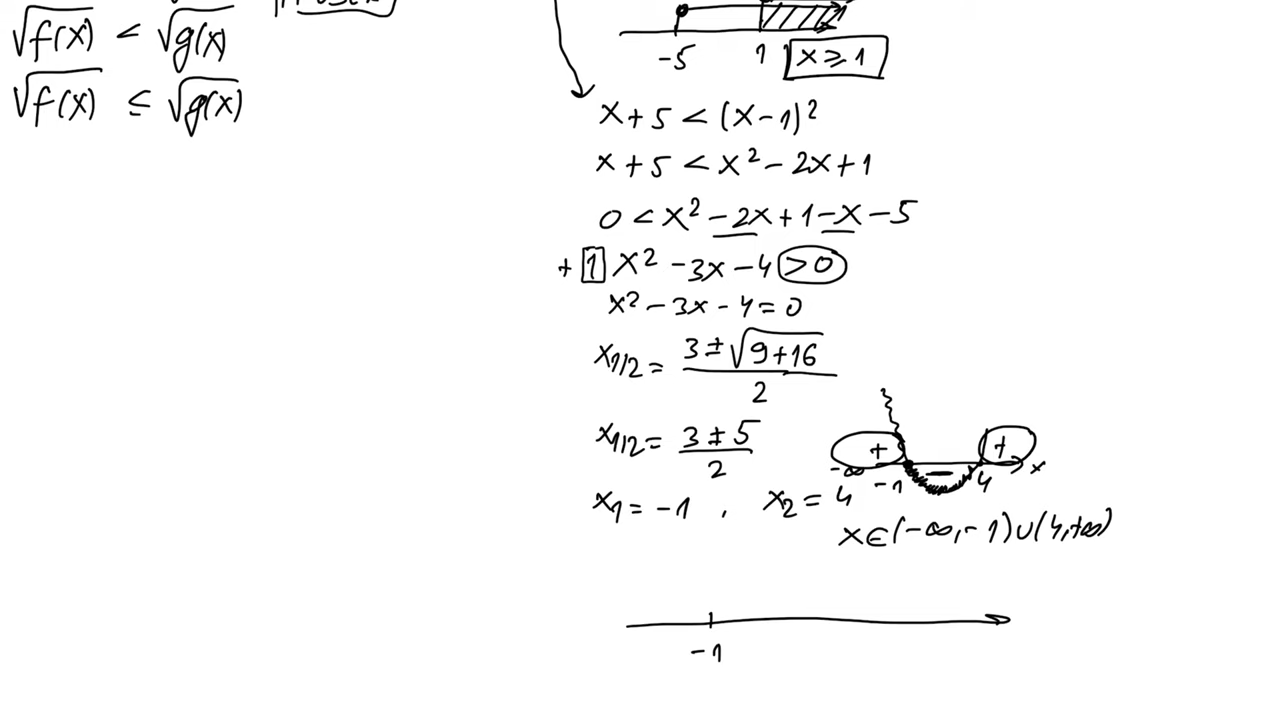 √f(x) < √g(x)
√f(x) ≤ √g(x)
-5 1 x ≥ 1
x + 5 < (x-1)²
x + 5 < x² - 2x + 1
0 < x² - 2x + 1 - x - 5
+ 1 x² - 3x - 4 > 0
x² - 3x - 4 = 0
x1/2 = (3 ± √(9+16))/2
x1/2 = (3 ± 5)/2
+ - +
-∞ -1 4 x
x1 = -1 , x2 = 4
x ∈ (-∞, -1) ∪ (4, +∞)
-1